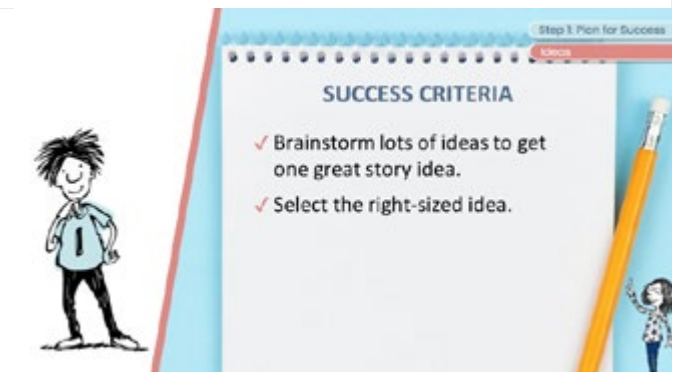 Step 1: Plan for Success
Ideas
SUCCESS CRITERIA
✓ Brainstorm lots of ideas to get
one great story idea.
✓ Select the right-sized idea.
1